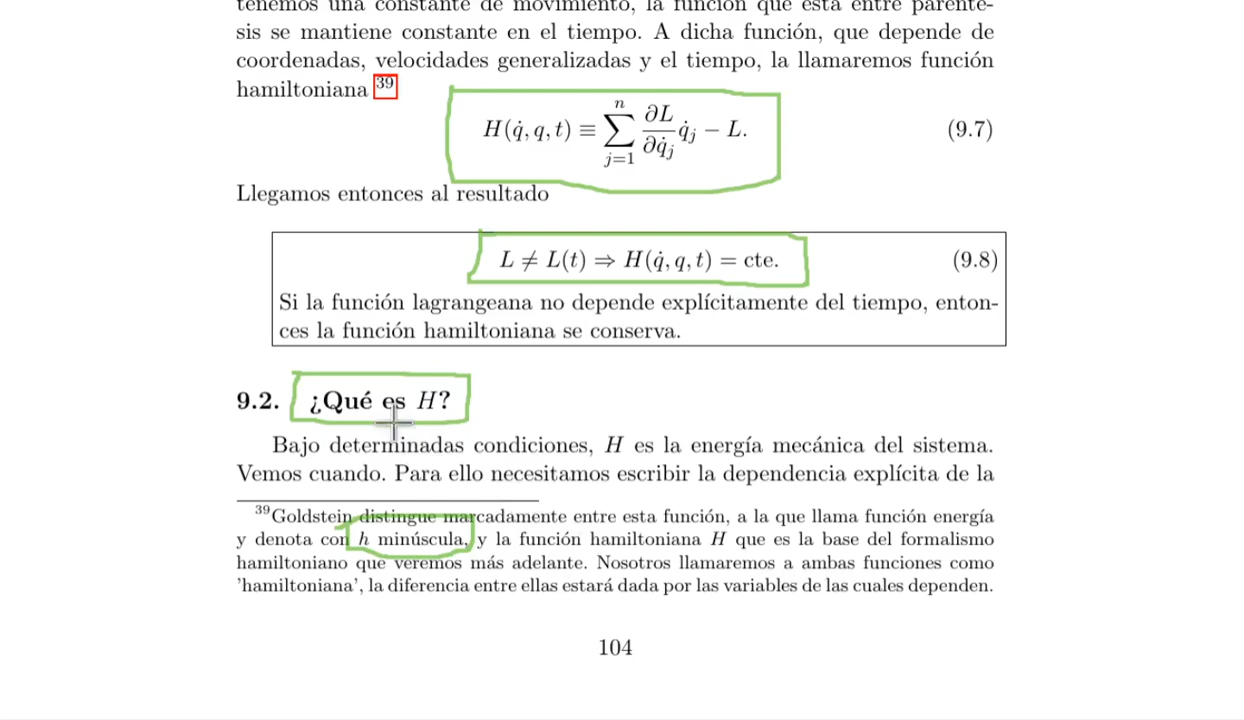 tenemos una constante de movimiento, la función que está entre parénte-
sis se mantiene constante en el tiempo. A dicha función, que depende de
coordenadas, velocidades generalizadas y el tiempo, la llamaremos función
hamiltoniana 39
H(q̇, q, t) ≡ ∑_{j=1}^{n} ∂L/∂q̇_j q̇_j − L. (9.7)
Llegamos entonces al resultado
L ≠ L(t) ⇒ H(q̇, q, t) = cte. (9.8)
Si la función lagrangeana no depende explícitamente del tiempo, enton-
ces la función hamiltoniana se conserva.
9.2. ¿Qué es H?
Bajo determinadas condiciones, H es la energía mecánica del sistema.
Vemos cuando. Para ello necesitamos escribir la dependencia explícita de la
39Goldstein distingue marcadamente entre esta función, a la que llama función energía
y denota con h minúscula, y la función hamiltoniana H que es la base del formalismo
hamiltoniano que veremos más adelante. Nosotros llamaremos a ambas funciones como
'hamiltoniana', la diferencia entre ellas estará dada por las variables de las cuales dependen.
104